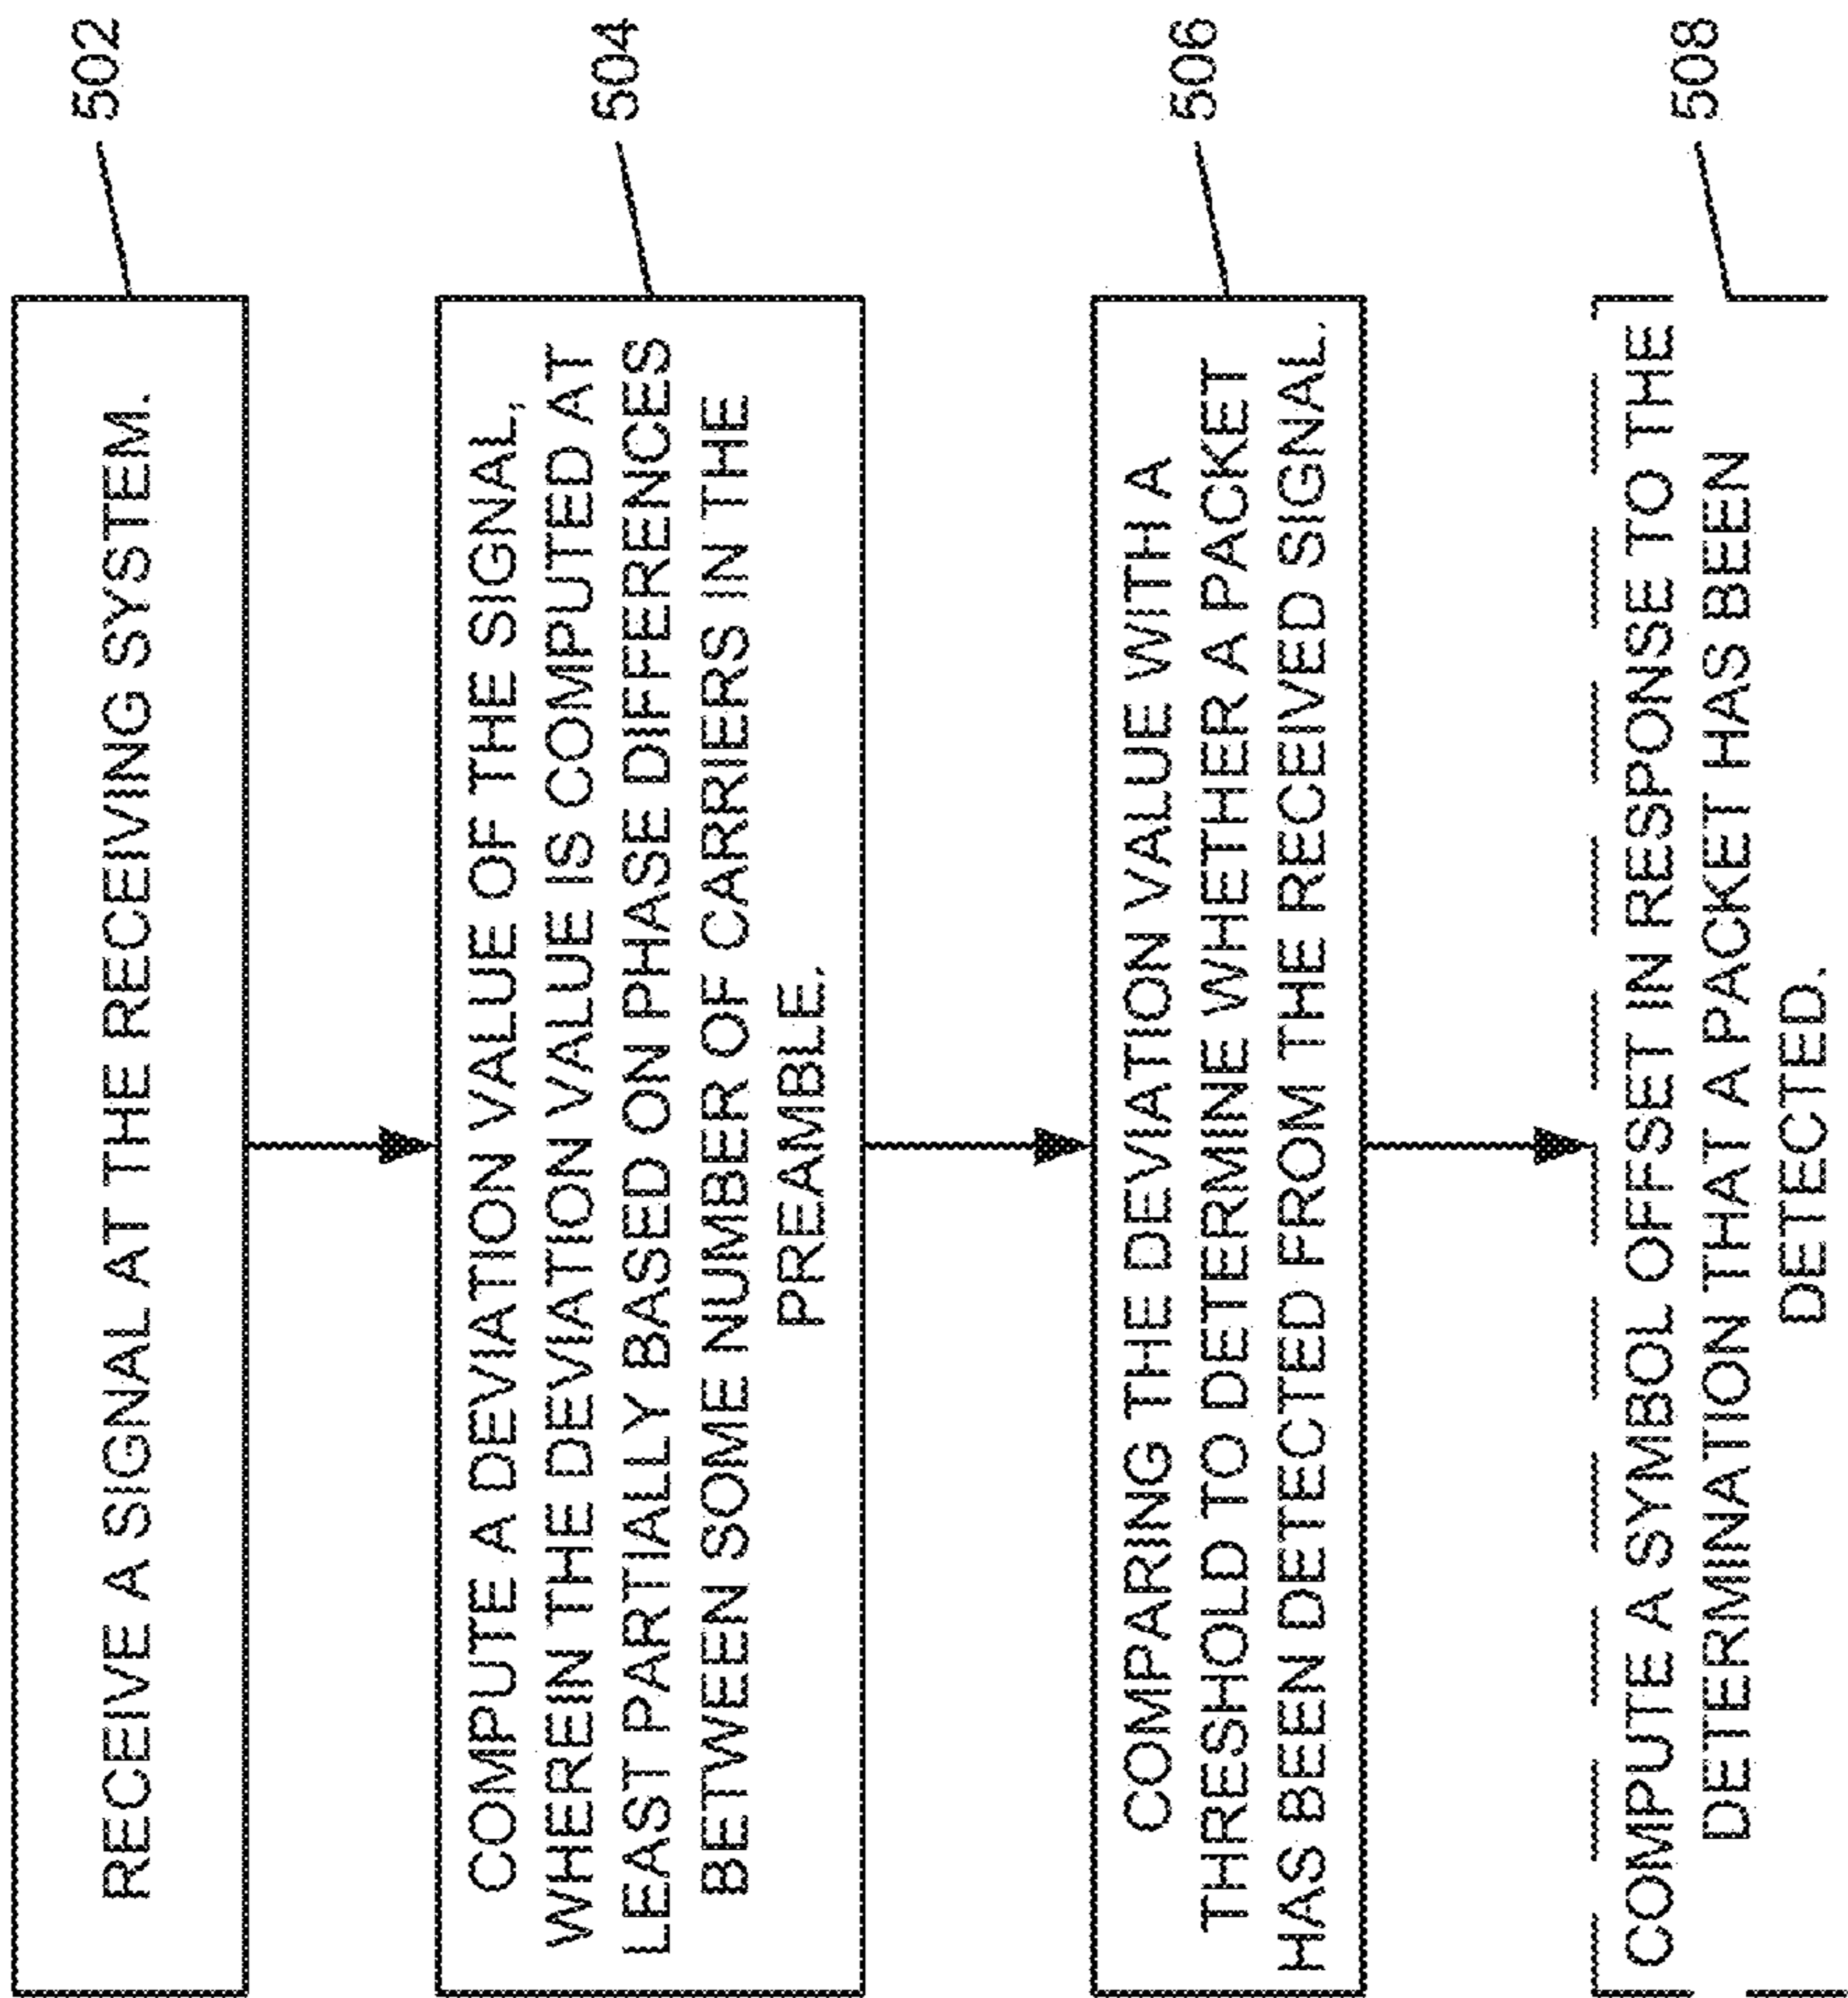 RECEIVE A SIGNAL AT THE RECEIVING SYSTEM.
502
COMPUTE A DEVIATION VALUE OF THE SIGNAL,
WHEREIN THE DEVIATION VALUE IS COMPUTED AT
LEAST PARTIALLY BASED ON PHASE DIFFERENCES
BETWEEN SOME NUMBER OF CARRIERS IN THE
PREAMBLE.
504
COMPARING THE DEVIATION VALUE WITH A
THRESHOLD TO DETERMINE WHETHER A PACKET
HAS BEEN DETECTED FROM THE RECEIVED SIGNAL.
506
COMPUTE A SYMBOL OFFSET IN RESPONSE TO THE
DETERMINATION THAT A PACKET HAS BEEN
DETECTED.
508